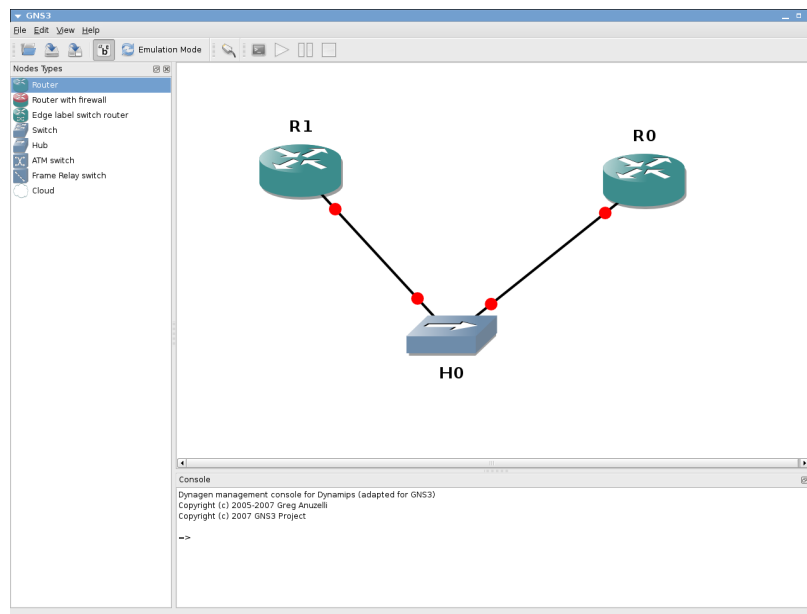 GNS3
File Edit View Help
Emulation Mode
Nodes Types
Router
Router with firewall
Edge label switch router
Switch
Hub
ATM switch
Frame Relay switch
Cloud
R1
R0
H0
Console
Dynagen management console for Dynamips (adapted for GNS3)
Copyright (c) 2005-2007 Greg Anuzelli
Copyright (c) 2007 GNS3 Project
=>